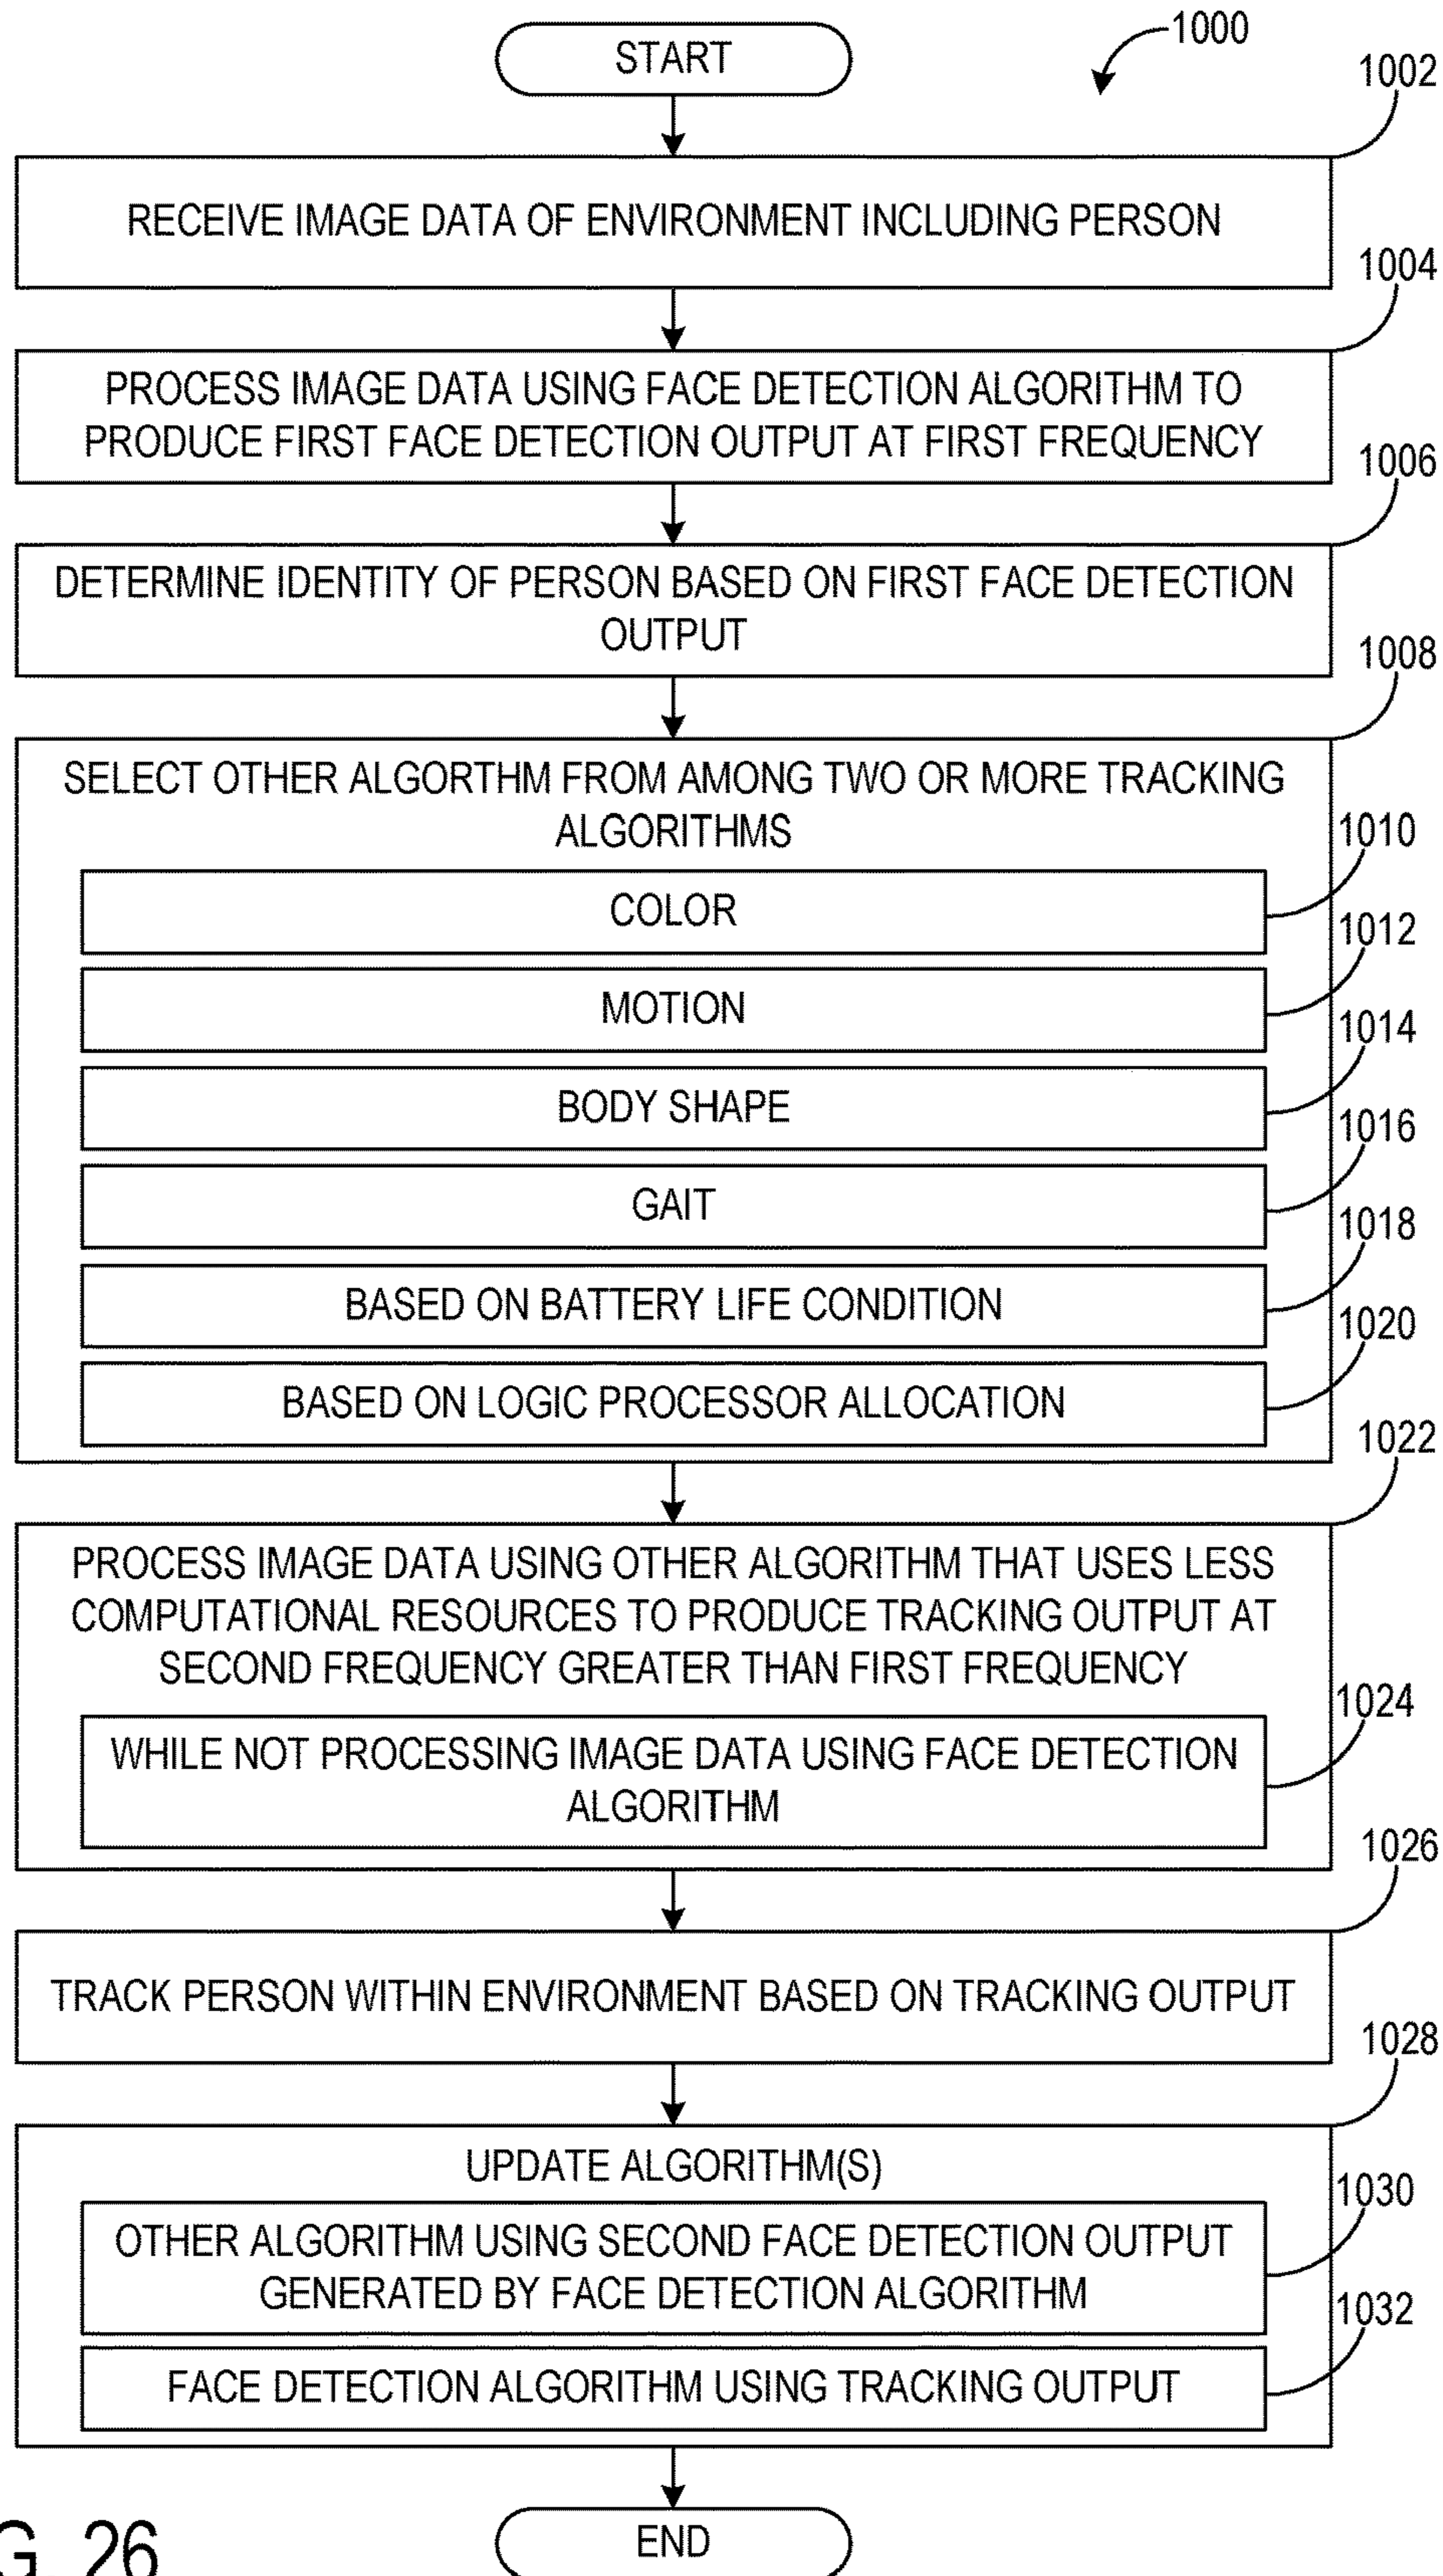 START
1000
1002
RECEIVE IMAGE DATA OF ENVIRONMENT INCLUDING PERSON
1004
PROCESS IMAGE DATA USING FACE DETECTION ALGORITHM TO
PRODUCE FIRST FACE DETECTION OUTPUT AT FIRST FREQUENCY
1006
DETERMINE IDENTITY OF PERSON BASED ON FIRST FACE DETECTION
OUTPUT
1008
SELECT OTHER ALGORTHM FROM AMONG TWO OR MORE TRACKING
ALGORITHMS
1010
COLOR
1012
MOTION
1014
BODY SHAPE
1016
GAIT
1018
BASED ON BATTERY LIFE CONDITION
1020
BASED ON LOGIC PROCESSOR ALLOCATION
1022
PROCESS IMAGE DATA USING OTHER ALGORITHM THAT USES LESS
COMPUTATIONAL RESOURCES TO PRODUCE TRACKING OUTPUT AT
SECOND FREQUENCY GREATER THAN FIRST FREQUENCY
1024
WHILE NOT PROCESSING IMAGE DATA USING FACE DETECTION
ALGORITHM
1026
TRACK PERSON WITHIN ENVIRONMENT BASED ON TRACKING OUTPUT
1028
UPDATE ALGORITHM(S)
1030
OTHER ALGORITHM USING SECOND FACE DETECTION OUTPUT
GENERATED BY FACE DETECTION ALGORITHM
1032
FACE DETECTION ALGORITHM USING TRACKING OUTPUT
END
G. 26